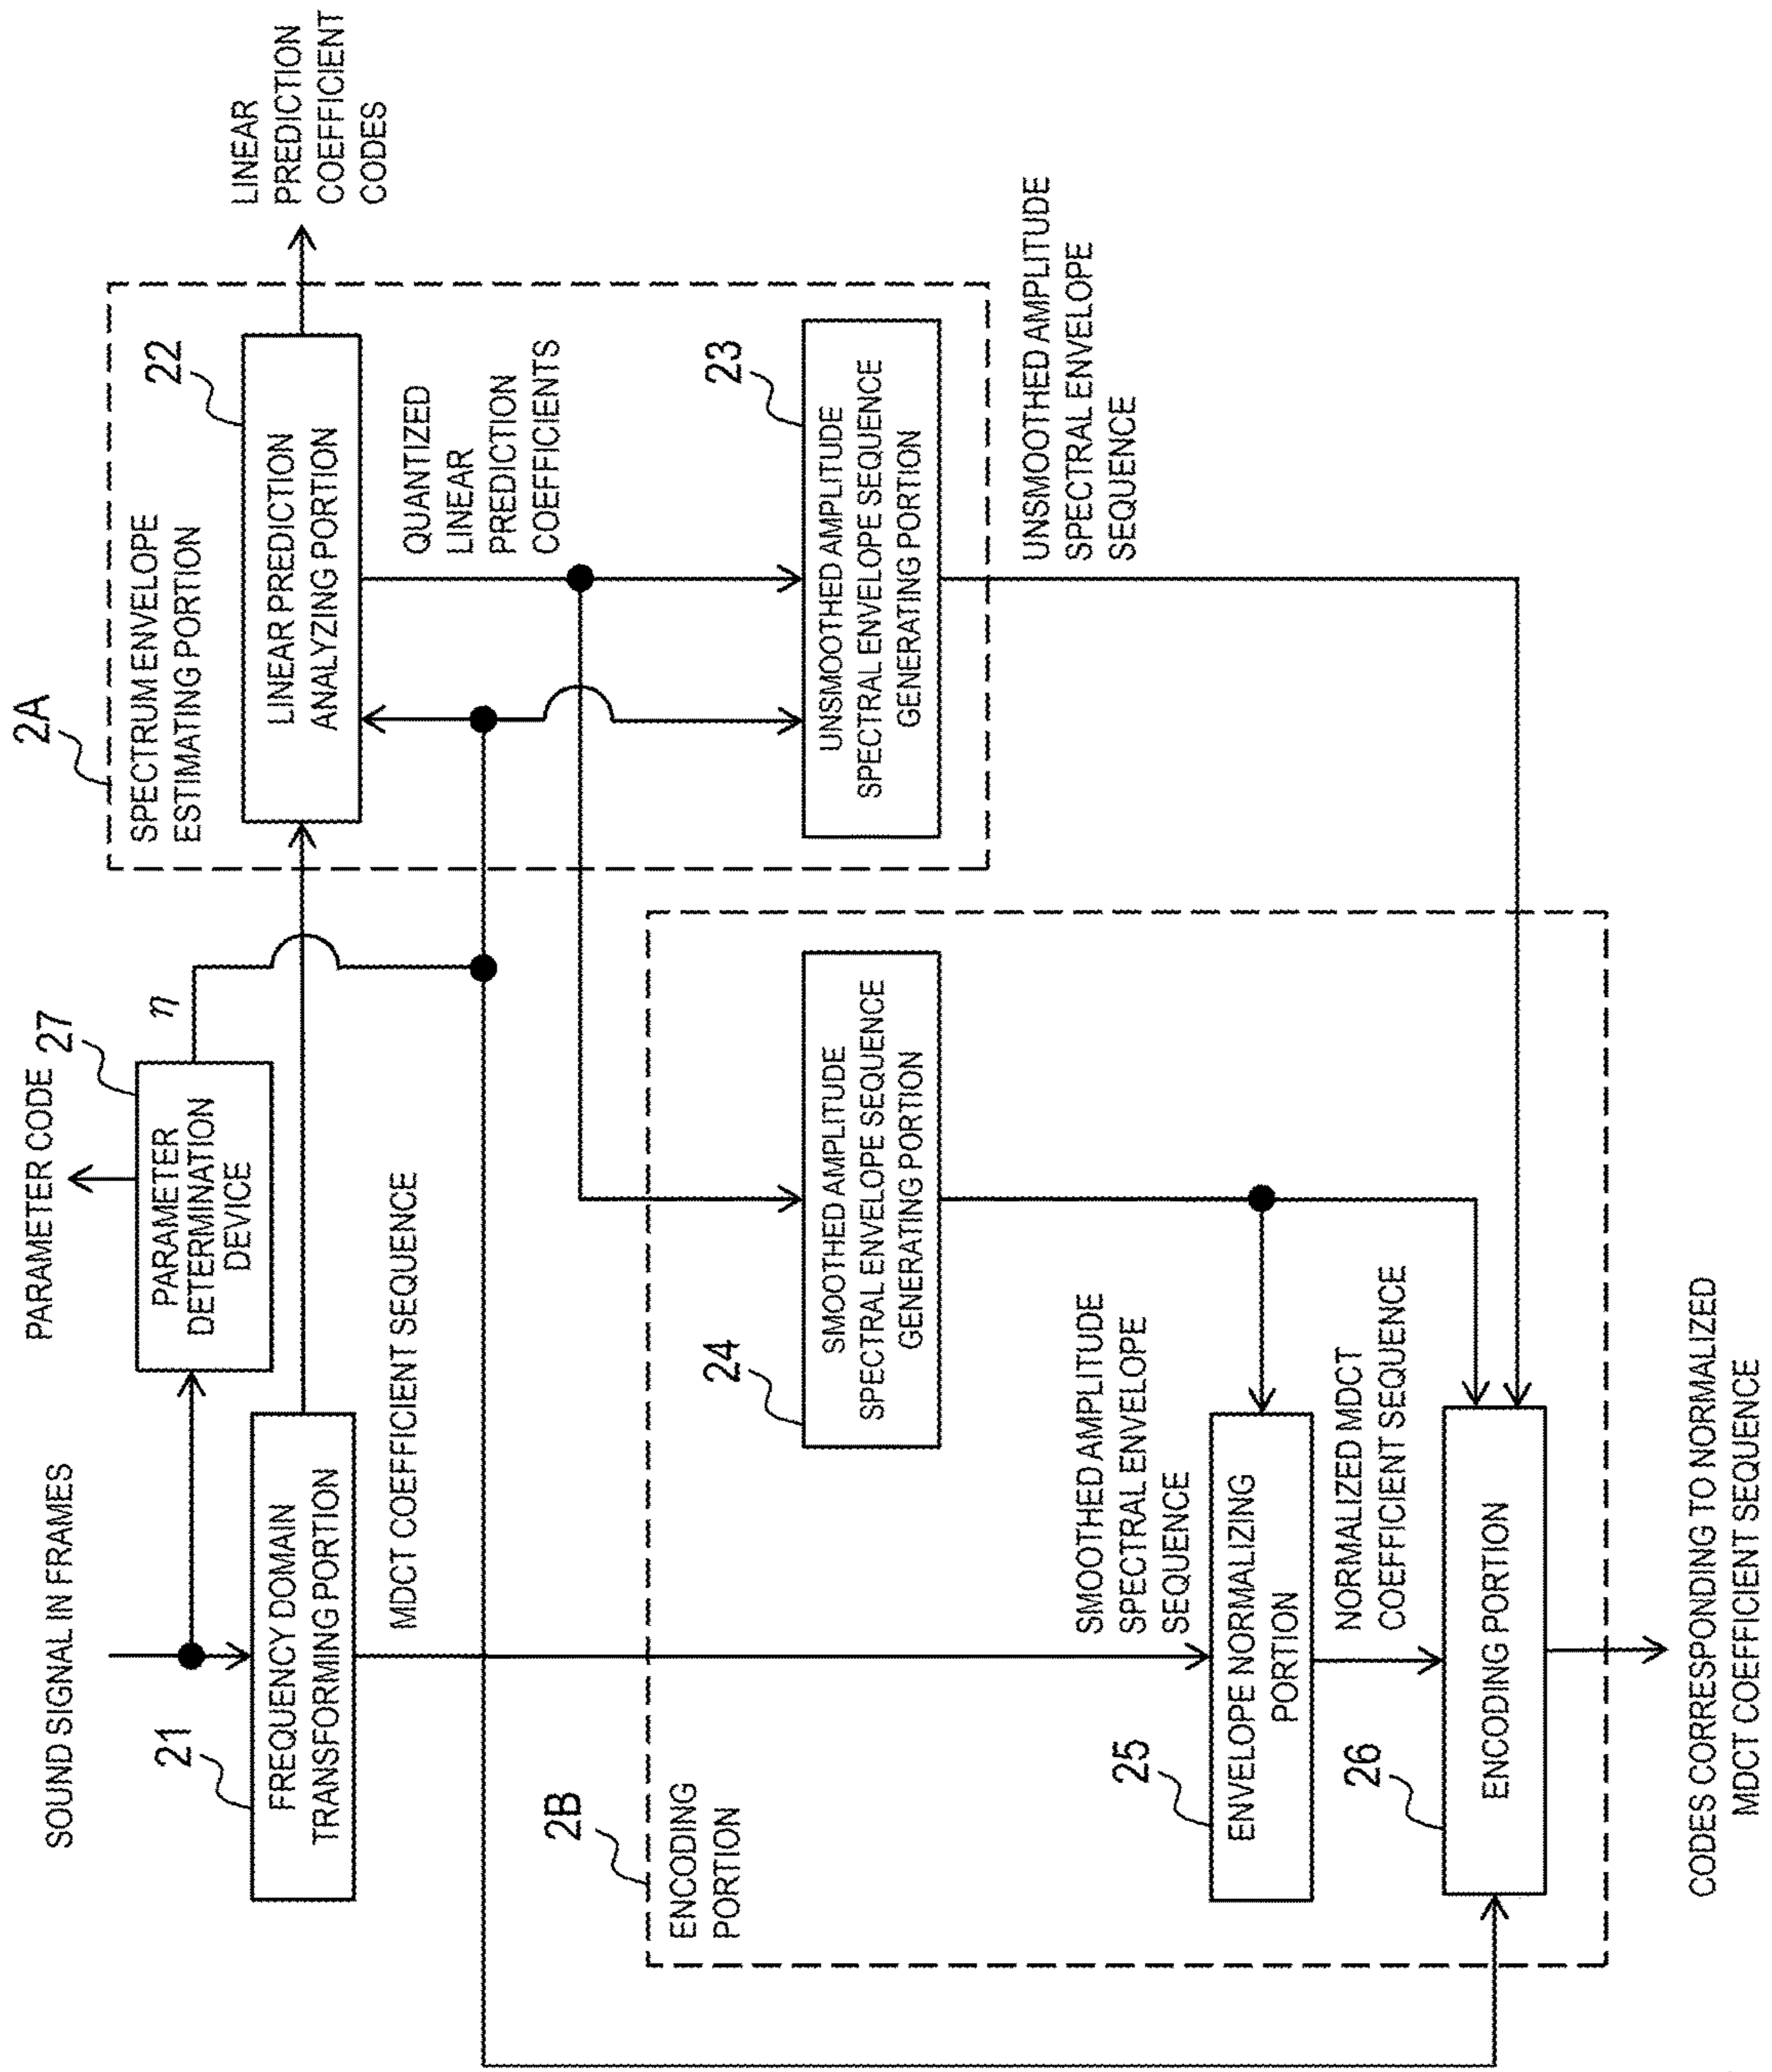 SOUND SIGNAL IN FRAMES
PARAMETER CODE
27
PARAMETER
DETERMINATION
DEVICE
η
21
FREQUENCY DOMAIN
TRANSFORMING PORTION
MDCT COEFFICIENT SEQUENCE
2A
SPECTRUM ENVELOPE
ESTIMATING PORTION
22
LINEAR PREDICTION
ANALYZING PORTION
LINEAR
PREDICTION
COEFFICIENT
CODES
QUANTIZED
LINEAR
PREDICTION
COEFFICIENTS
23
UNSMOOTHED AMPLITUDE
SPECTRAL ENVELOPE SEQUENCE
GENERATING PORTION
UNSMOOTHED AMPLITUDE
SPECTRAL ENVELOPE
SEQUENCE
2B
ENCODING
PORTION
24
SMOOTHED AMPLITUDE
SPECTRAL ENVELOPE SEQUENCE
GENERATING PORTION
SMOOTHED AMPLITUDE
SPECTRAL ENVELOPE
SEQUENCE
25
ENVELOPE NORMALIZING
PORTION
NORMALIZED MDCT
COEFFICIENT SEQUENCE
26
ENCODING PORTION
CODES CORRESPONDING TO NORMALIZED
MDCT COEFFICIENT SEQUENCE